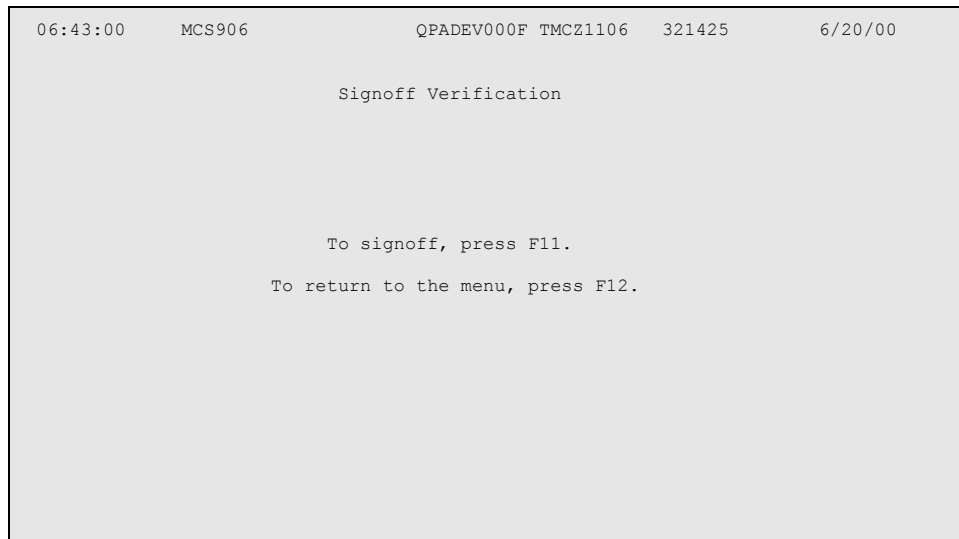 06:43:00 MCS906 QPADEV000F TMCZ1106 321425 6/20/00
Signoff Verification
To signoff, press F11.
To return to the menu, press F12.